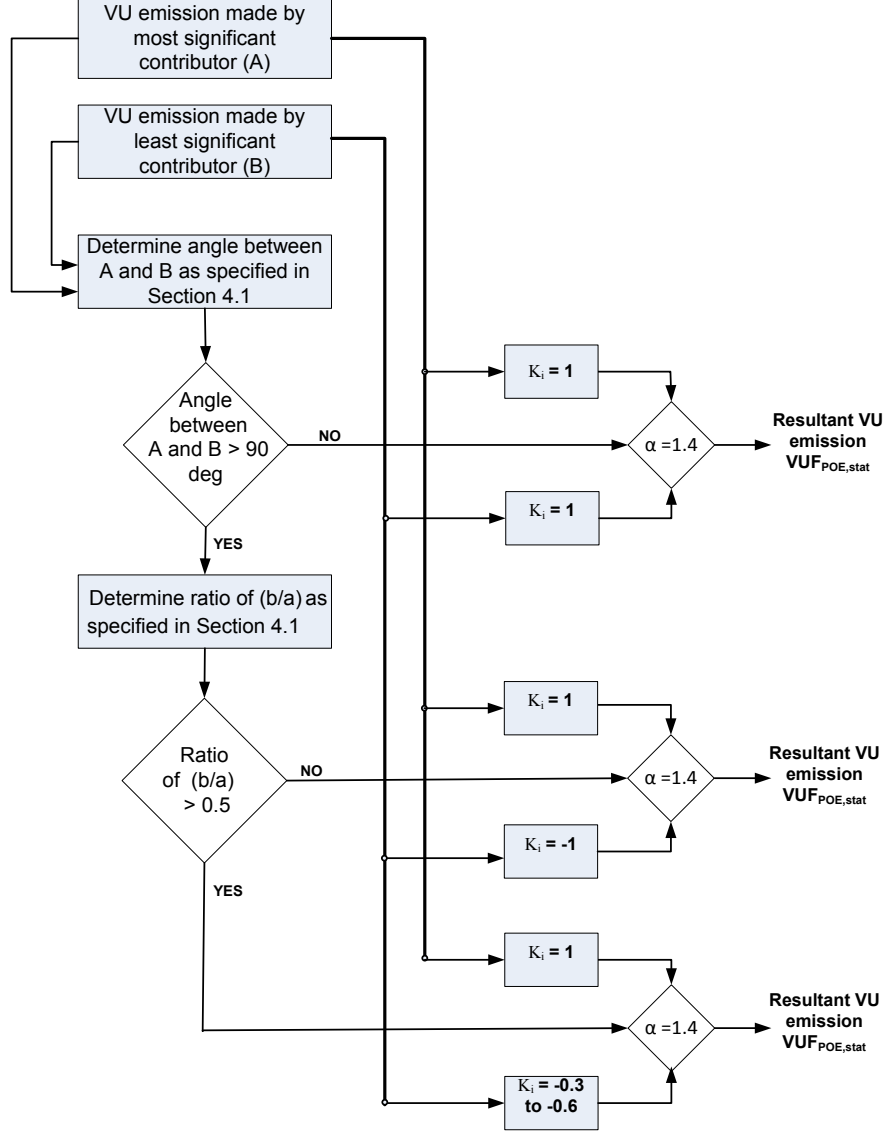 VU emission made by
most significant
contributor (A)
VU emission made by
least significant
contributor (B)
Determine angle between
A and B as specified in
Section 4.1
Angle
between
A and B > 90
deg
NO
YES
Kᵢ = 1
α =1.4
Kᵢ = 1
Resultant VU
emission
VUF_POE,stat
Determine ratio of (b/a) as
specified in Section 4.1
Ratio
of (b/a)
> 0.5
NO
YES
Kᵢ = 1
α =1.4
Kᵢ = -1
Resultant VU
emission
VUF_POE,stat
Kᵢ = 1
α =1.4
Kᵢ = -0.3
to -0.6
Resultant VU
emission
VUF_POE,stat